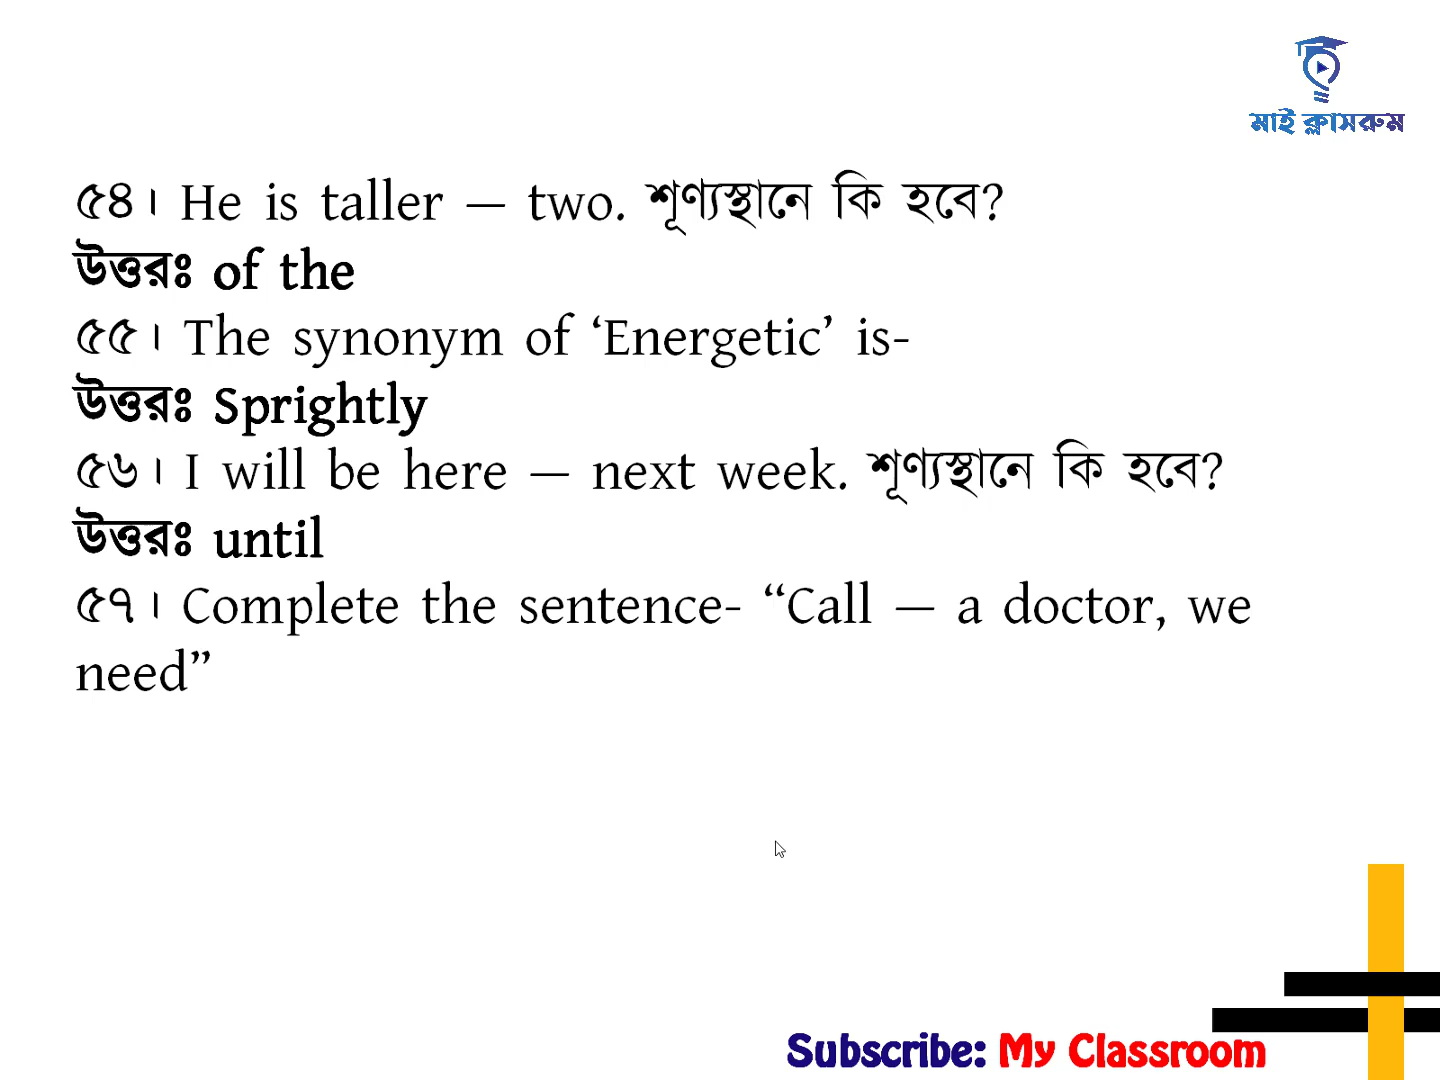 মাই ক্লাসরুম
৫৪। He is taller — two. শূণ্যস্থানে কি হবে?
উত্তরঃ of the
৫৫। The synonym of ‘Energetic’ is-
উত্তরঃ Sprightly
৫৬। I will be here — next week. শূণ্যস্থানে কি হবে?
উত্তরঃ until
৫৭। Complete the sentence- “Call — a doctor, we
need”
Subscribe: My Classroom